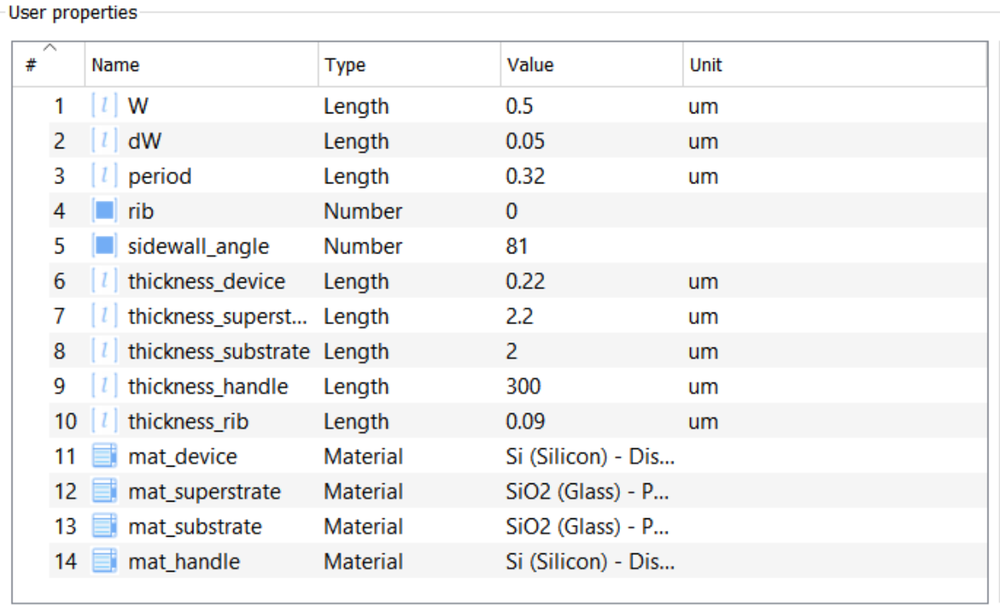 User properties
# Name Type Value Unit
1 [l] W Length 0.5 um
2 [l] dW Length 0.05 um
3 [l] period Length 0.32 um
4 rib Number 0
5 sidewall_angle Number 81
6 [l] thickness_device Length 0.22 um
7 [l] thickness_superst... Length 2.2 um
8 [l] thickness_substrate Length 2 um
9 [l] thickness_handle Length 300 um
10 [l] thickness_rib Length 0.09 um
11 mat_device Material Si (Silicon) - Dis...
12 mat_superstrate Material SiO2 (Glass) - P...
13 mat_substrate Material SiO2 (Glass) - P...
14 mat_handle Material Si (Silicon) - Dis...